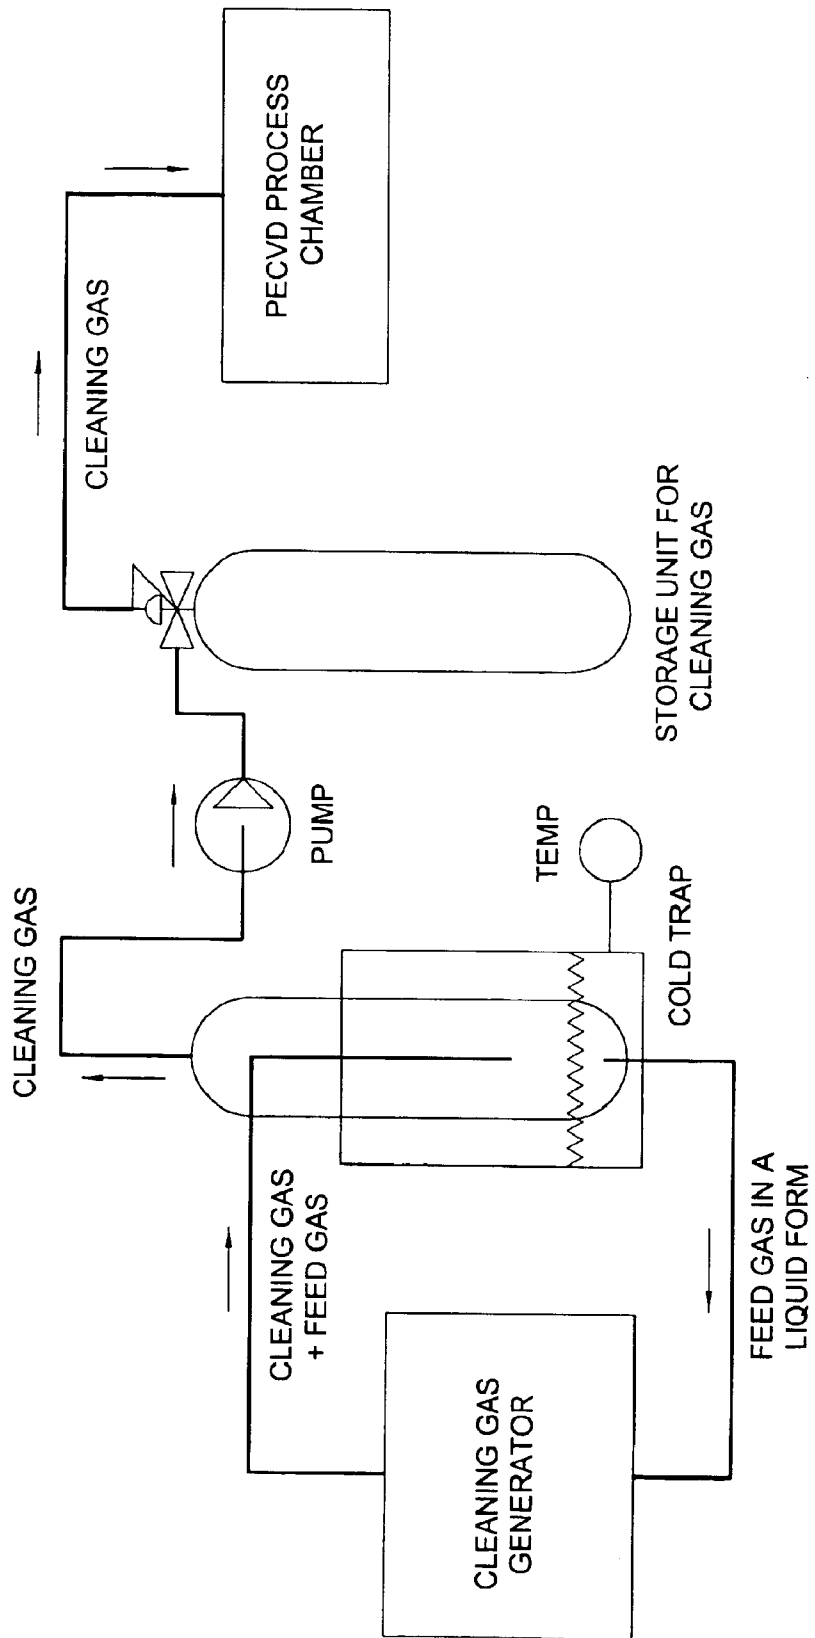 CLEANING GAS
GENERATOR
CLEANING GAS
+ FEED GAS
FEED GAS IN A
LIQUID FORM
CLEANING GAS
COLD TRAP
TEMP
PUMP
STORAGE UNIT FOR
CLEANING GAS
CLEANING GAS
PECVD PROCESS
CHAMBER